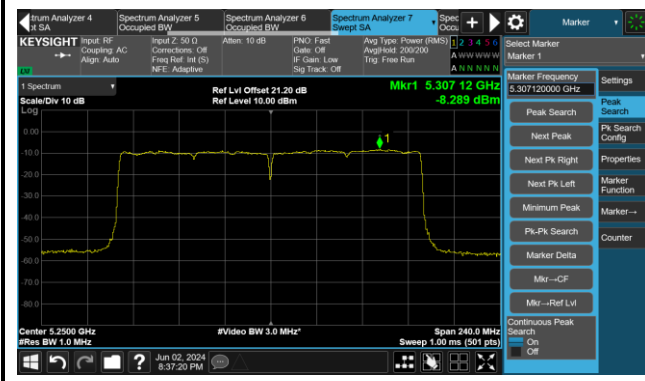 ctrum Analyzer 4
pt SA
Spectrum Analyzer 5
Occupied BW
Spectrum Analyzer 6
Occupied BW
Spectrum Analyzer 7
Swept SA
Spec
Occu
Marker
KEYSIGHT
Input: RF
Coupling: AC
Align: Auto
Input Z: 50 Ω
Corrections: Off
Freq Ref: Int (S)
NFE: Adaptive
Atten: 10 dB
PNO: Fast
Gate: Off
IF Gain: Low
Sig Track: Off
Avg Type: Power (RMS)
Avg|Hold: 200/200
Trig: Free Run
1 2 3 4 5 6
A W W W W W
A N N N N N
1 Spectrum
Scale/Div 10 dB
Log
Ref Lvl Offset 21.20 dB
Ref Level 10.00 dBm
Mkr1 5.307 12 GHz
-8.289 dBm
0.00
-10.0
-20.0
-30.0
-40.0
-50.0
-60.0
-70.0
-80.0
1
Center 5.2500 GHz
#Res BW 1.0 MHz
#Video BW 3.0 MHz*
Span 240.0 MHz
Sweep 1.00 ms (501 pts)
Jun 02, 2024
8:37:20 PM
Select Marker
Marker 1
Marker Frequency
5.307120000 GHz
Peak Search
Next Peak
Next Pk Right
Next Pk Left
Minimum Peak
Pk-Pk Search
Marker Delta
Mkr→CF
Mkr→Ref Lvl
Continuous Peak
Search
On
Off
Settings
Peak
Search
Pk Search
Config
Properties
Marker
Function
Marker→
Counter